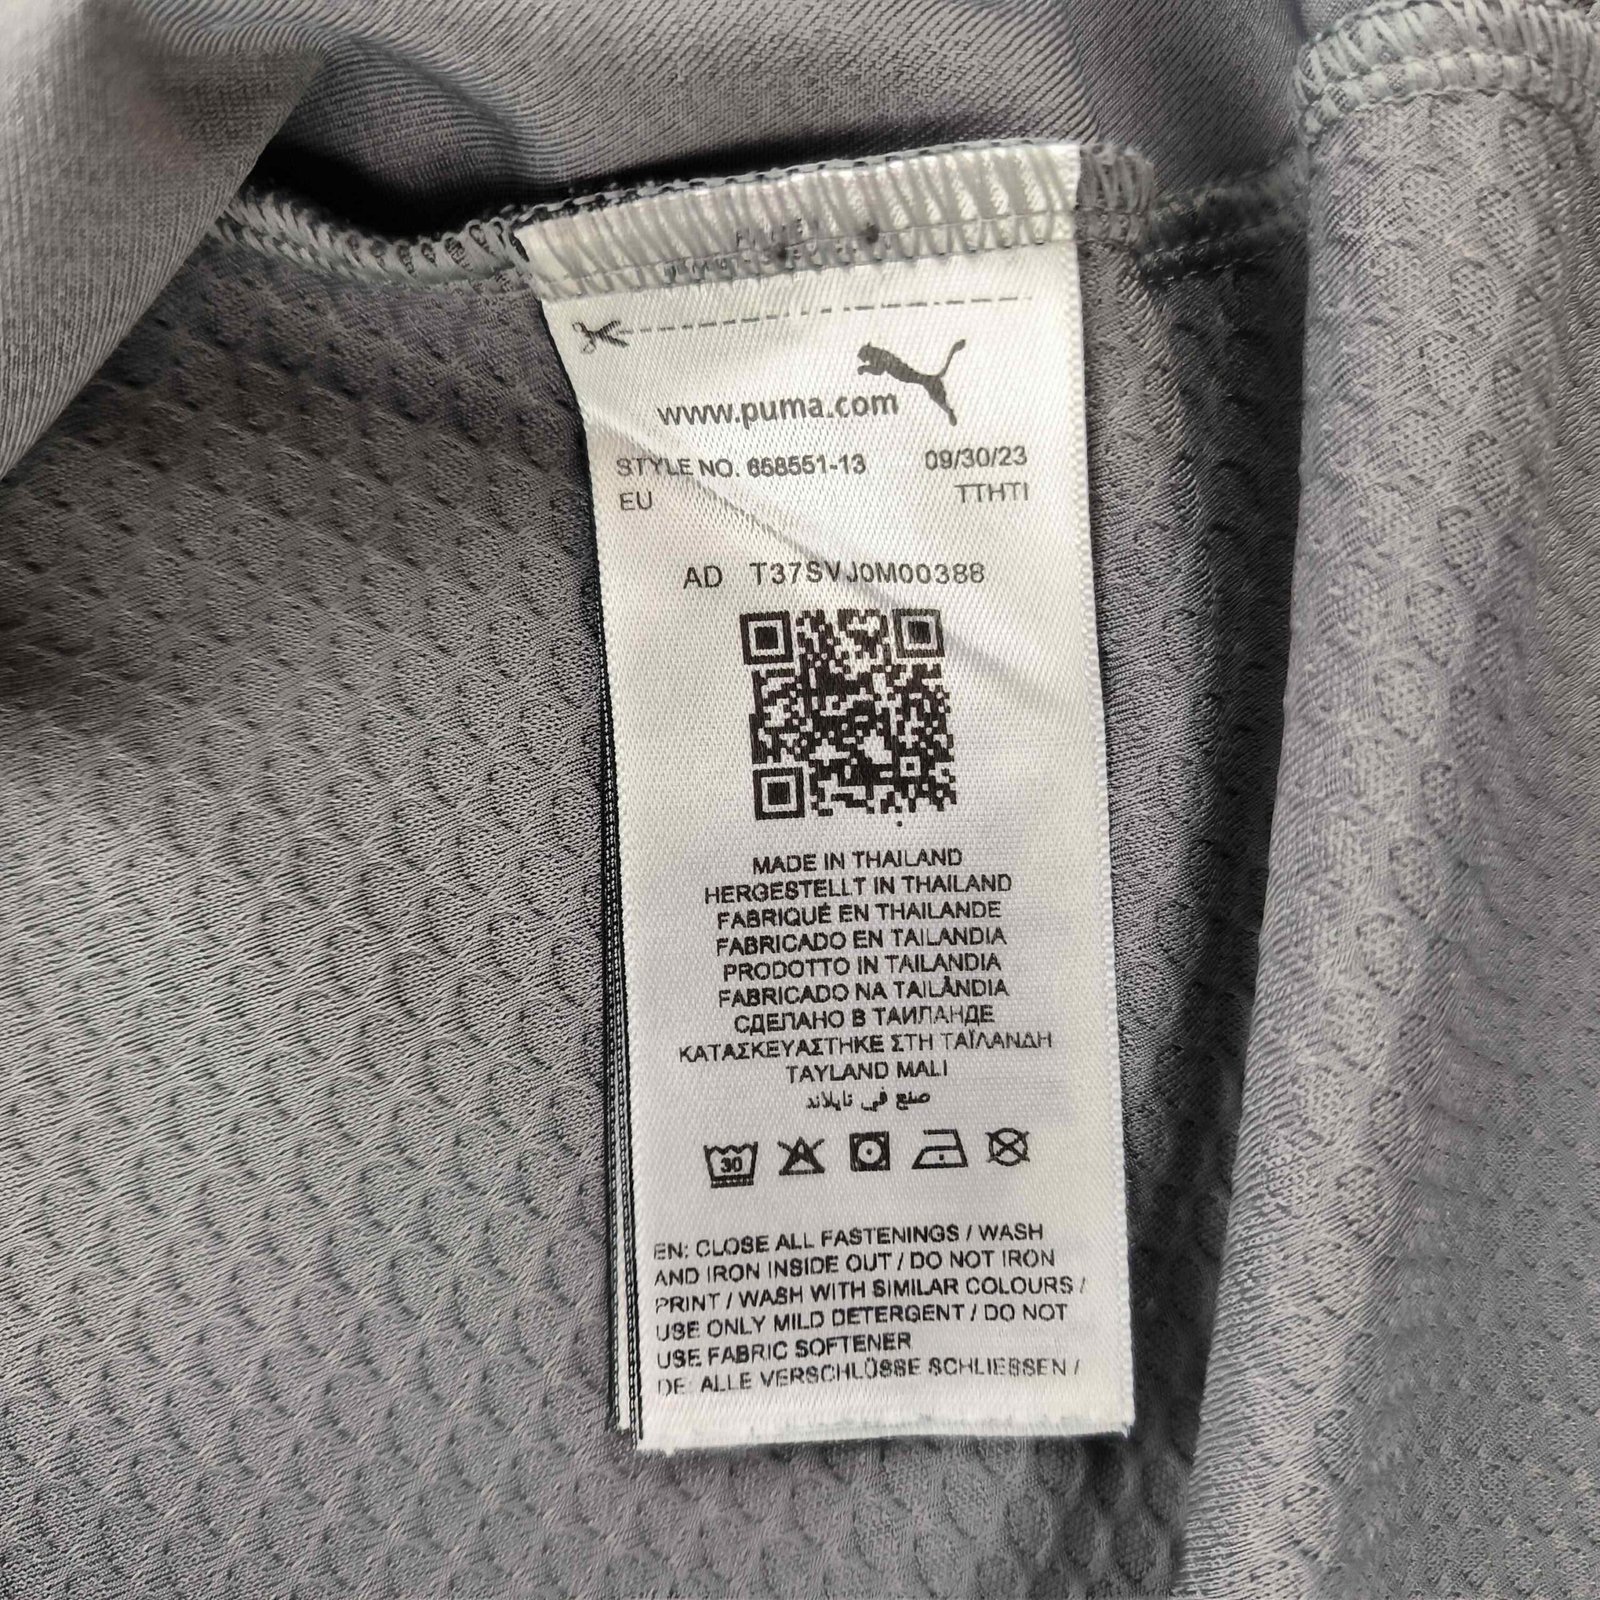 www.puma.com
STYLE NO. 658551-13 09/30/23
EU TTHTI
AD T37SVJ0M00388
MADE IN THAILAND
HERGESTELLT IN THAILAND
FABRIQUÉ EN THAILANDE
FABRICADO EN TAILANDIA
PRODOTTO IN TAILANDIA
FABRICADO NA TAILÂNDIA
СДЕЛАНО В ТАИЛАНДЕ
ΚΑΤΑΣΚΕΥΑΣΤΗΚΕ ΣΤΗ ΤΑΪΛΑΝΔΗ
TAYLAND MALI
صنع في تايلاند
30
EN: CLOSE ALL FASTENINGS / WASH
AND IRON INSIDE OUT / DO NOT IRON
PRINT / WASH WITH SIMILAR COLOURS /
USE ONLY MILD DETERGENT / DO NOT
USE FABRIC SOFTENER
DE: ALLE VERSCHLÜSSE SCHLIESSEN /